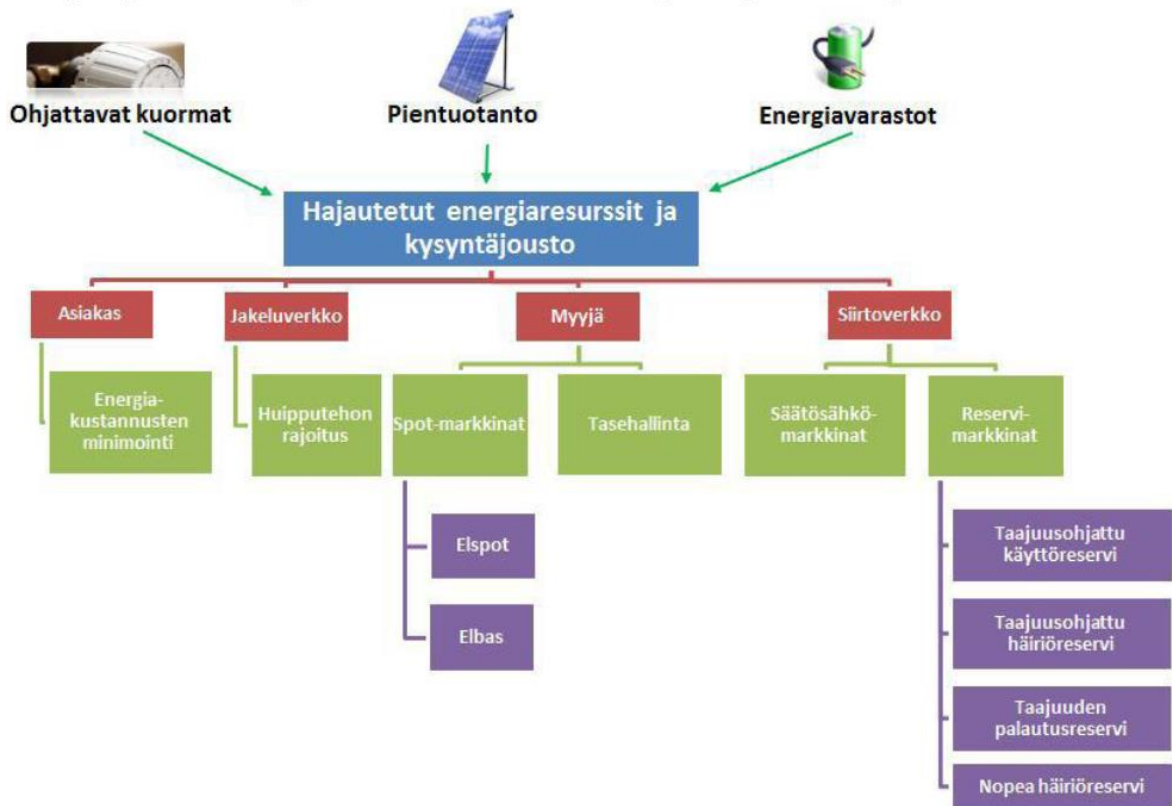 Ohjattavat kuormat
Pientuotanto
Energiavarastot
Hajautetut energiaresurssit ja
kysyntäjousto
Asiakas
Jakeluverkko
Myyjä
Siirtoverkko
Energia-
kustannusten
minimointi
Huipputehon
rajoitus
Spot-markkinat
Tasehallinta
Säätösähkö-
markkinat
Reservi-
markkinat
Elspot
Elbas
Taajuusohjattu
käyttöreservi
Taajuusohjattu
häiriöreservi
Taajuuden
palautusreservi
Nopea häiriöreservi